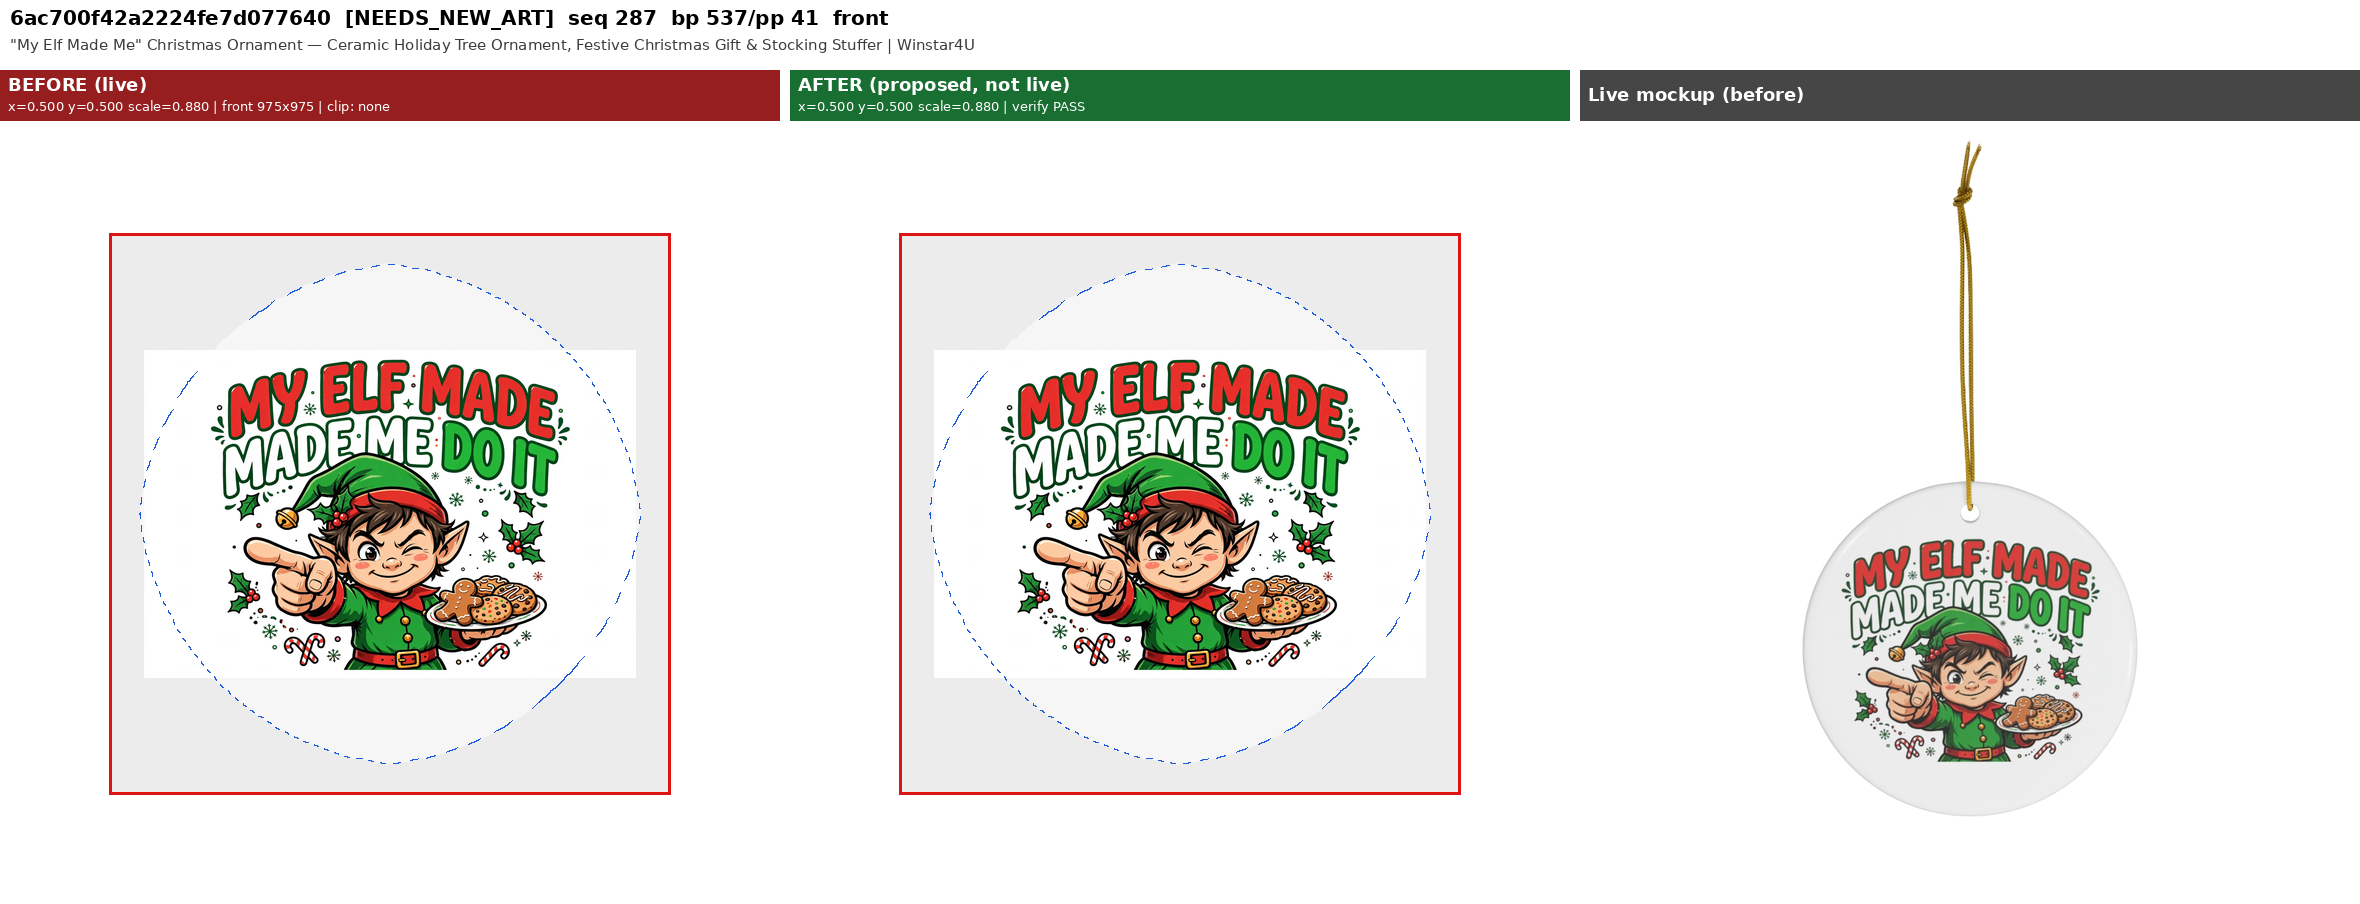 6ac700f42a2224fe7d077640 [NEEDS_NEW_ART] seq 287 bp 537/pp 41 front
"My Elf Made Me" Christmas Ornament — Ceramic Holiday Tree Ornament, Festive Christmas Gift & Stocking Stuffer | Winstar4U
BEFORE (live)
x=0.500 y=0.500 scale=0.880 | front 975x975 | clip: none
AFTER (proposed, not live)
x=0.500 y=0.500 scale=0.880 | verify PASS
Live mockup (before)
MY ELF MADE
MADE ME DO IT
MY ELF MADE
MADE ME DO IT
MY ELF MADE
MADE ME DO IT